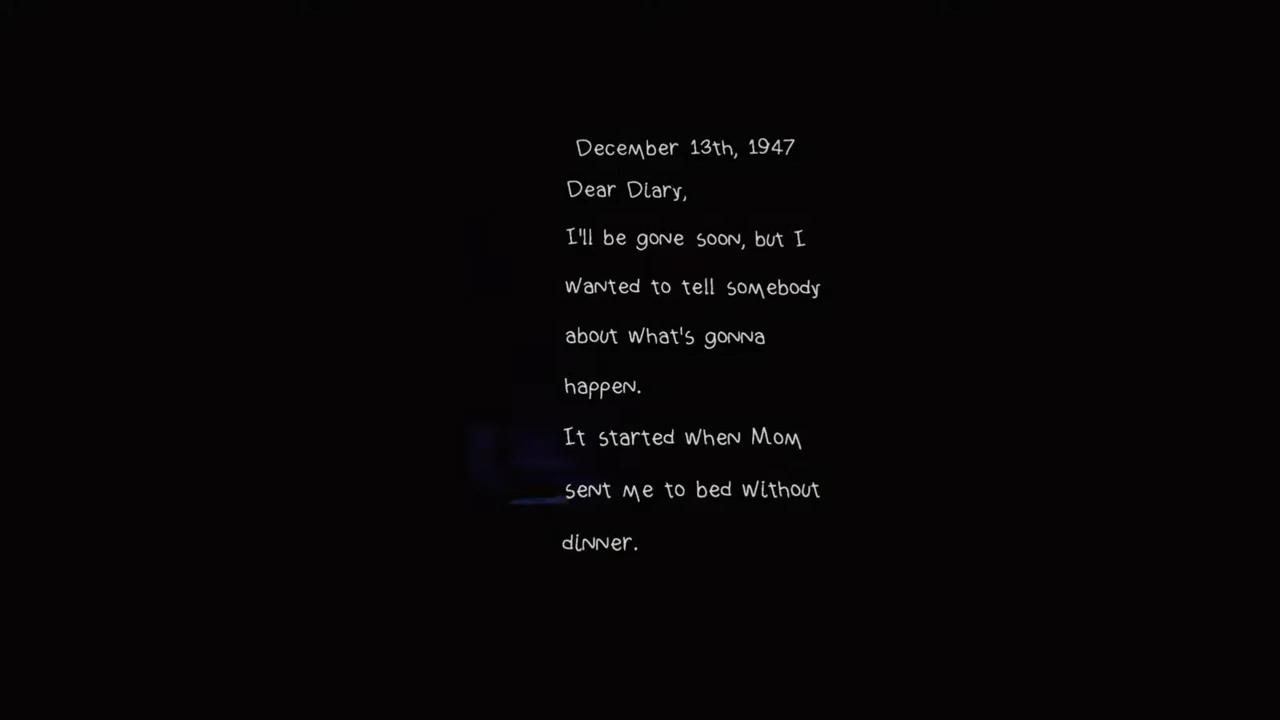 December 13th, 1947
Dear Diary,
I'll be gone soon, but I
wanted to tell somebody
about what's gonna
happen.
It started when Mom
sent me to bed without
dinner.